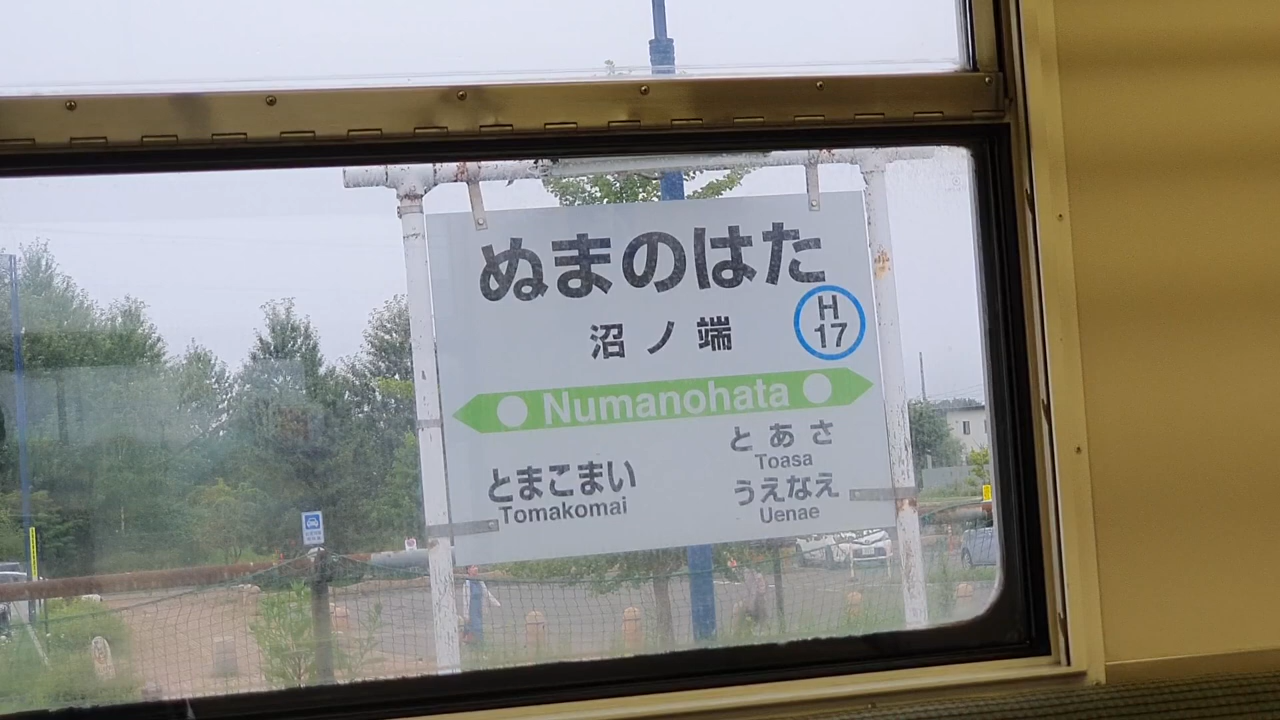 ぬまのはた
沼ノ端
H
17
Numanohata
とあさ
Toasa
とまこまい
Tomakomai
うえなえ
Uenae